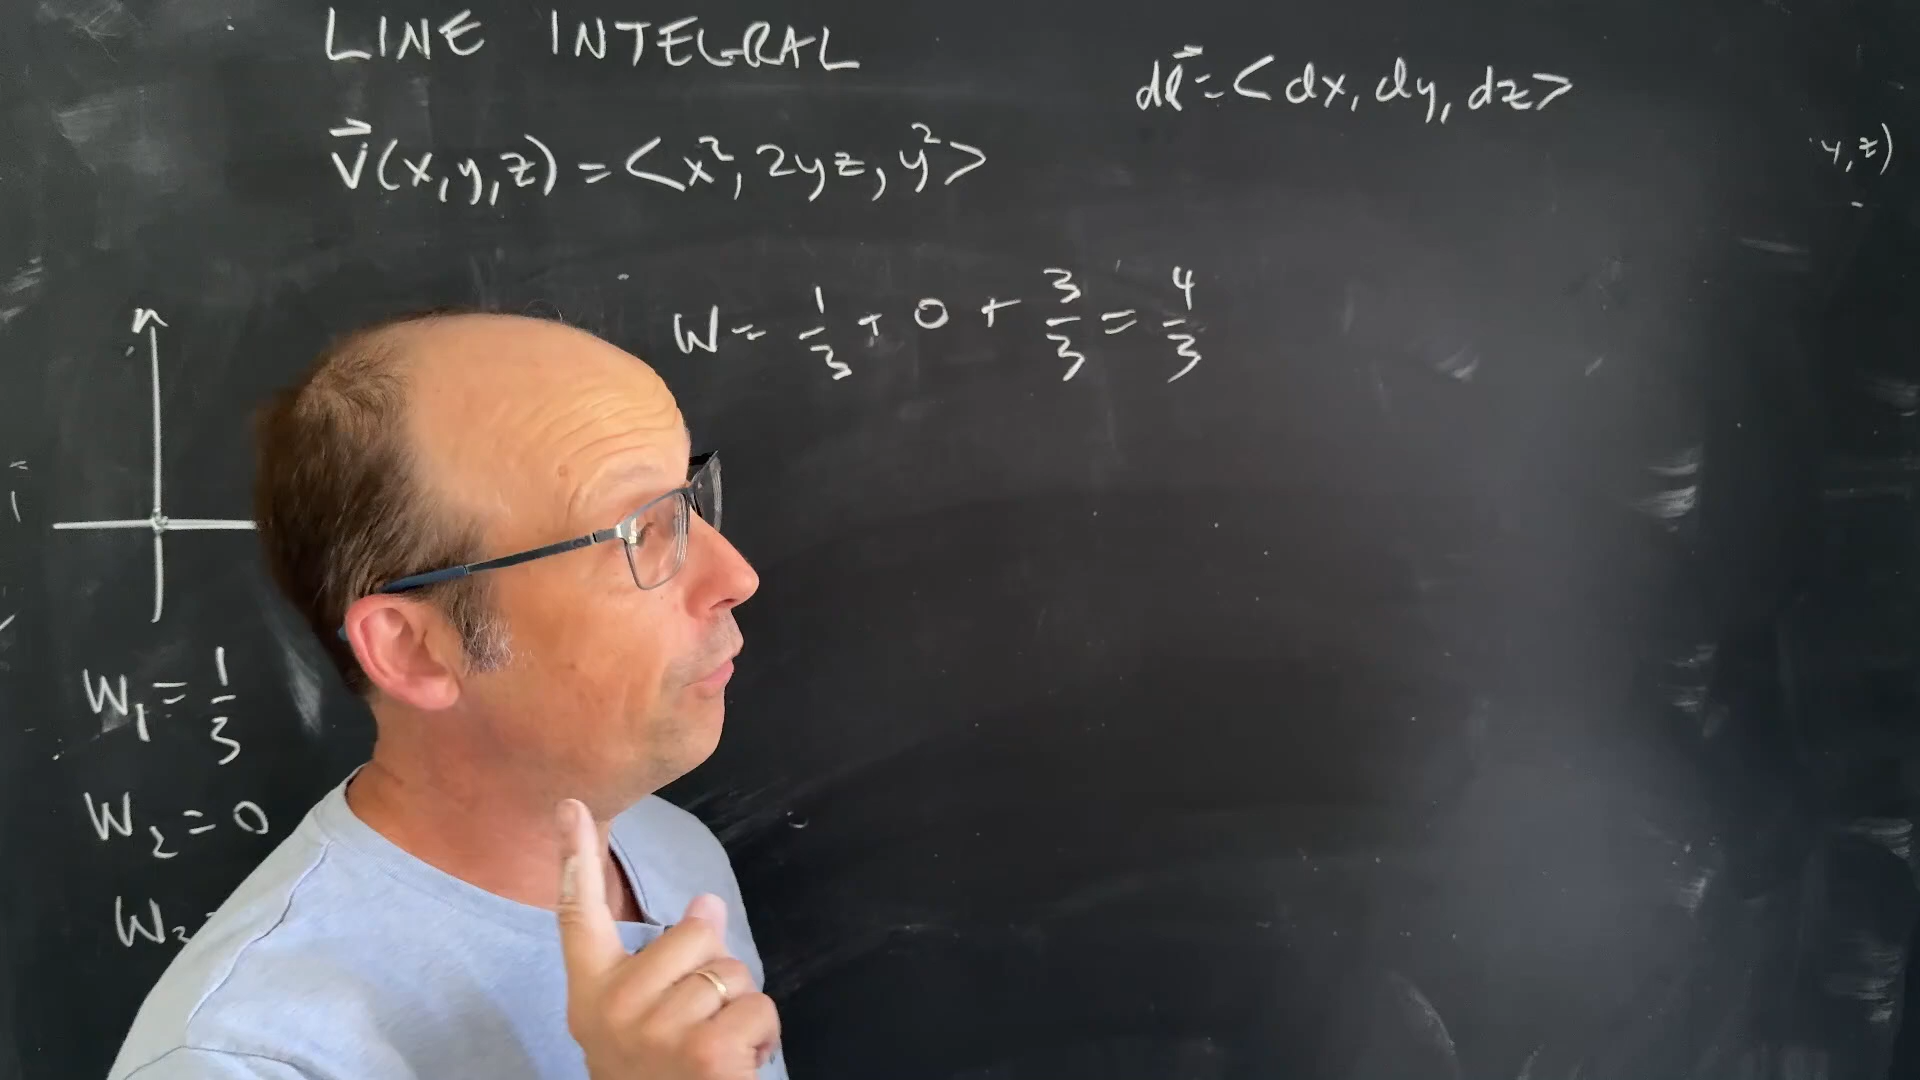 LINE INTEGRAL
dℓ⃗ = <dx, dy, dz>
v⃗(x,y,z) = <x², 2yz, y²>
y,z)
W = 1/3 + 0 + 3/3 = 4/3
W₁ = 1/3
W₂ = 0
W₃